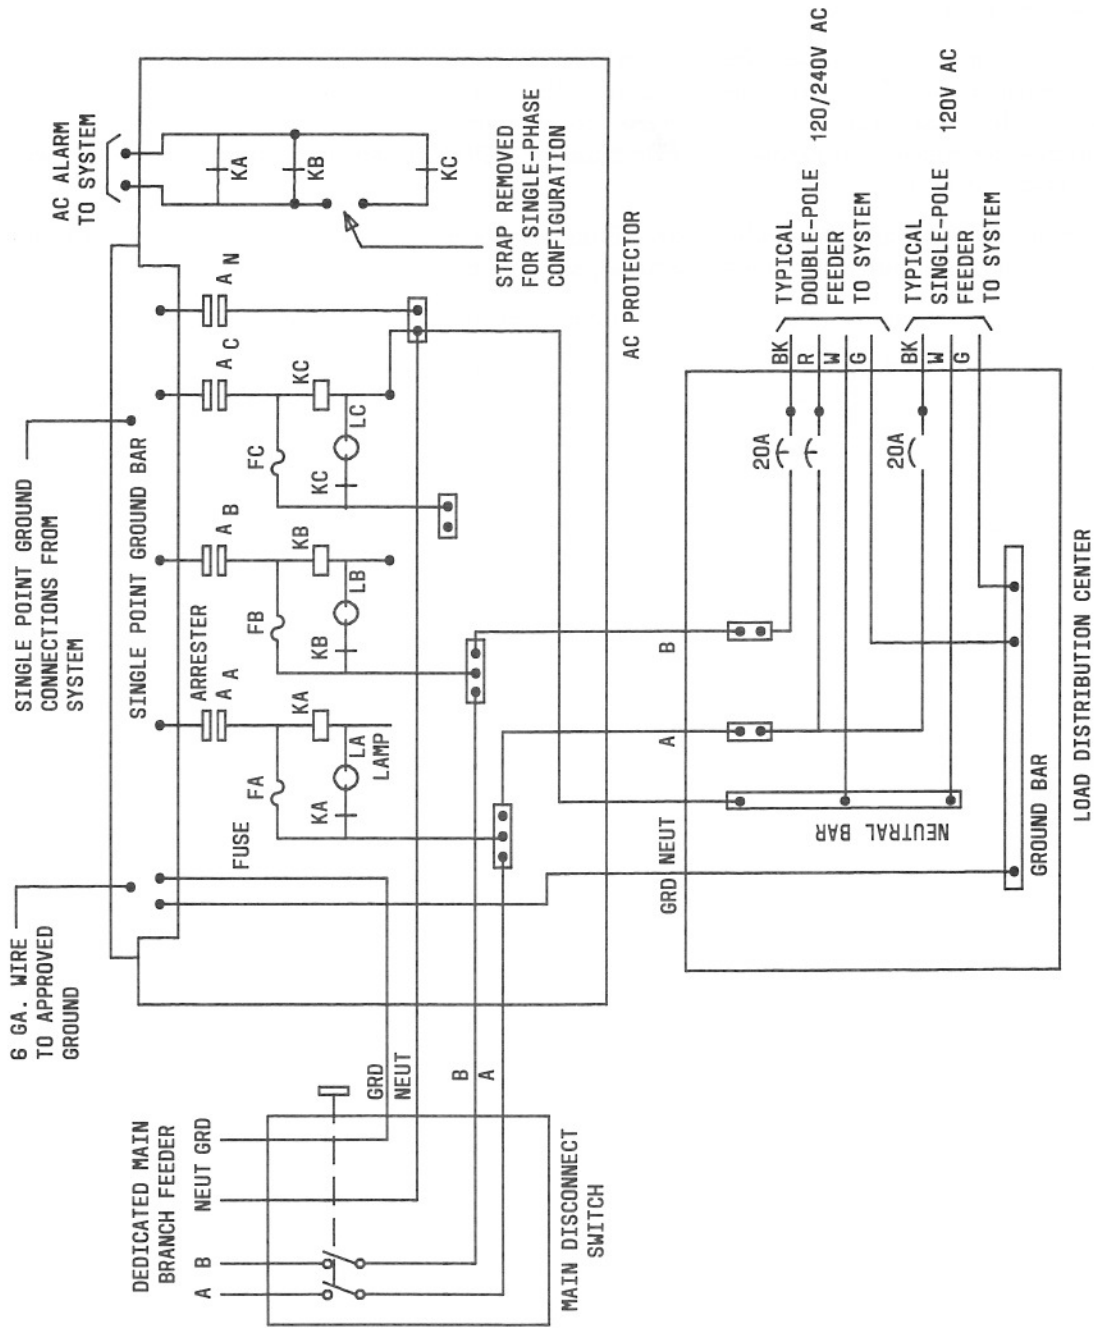 6 GA. WIRE
TO APPROVED
GROUND
SINGLE POINT GROUND
CONNECTIONS FROM
SYSTEM
AC ALARM
TO SYSTEM
SINGLE POINT GROUND BAR
DEDICATED MAIN
BRANCH FEEDER
A
B
NEUT
GRD
ARRESTER
A A
A B
A C
A N
FUSE
FA
FB
FC
KA
KB
KC
KA
KB
KC
LA
LAMP
LB
LC
KA
KB
KC
STRAP REMOVED
FOR SINGLE-PHASE
CONFIGURATION
GRD
NEUT
B
A
MAIN DISCONNECT
SWITCH
AC PROTECTOR
GRD
NEUT
A
B
NEUTRAL BAR
GROUND BAR
20A
20A
BK
R
W
G
BK
W
G
TYPICAL
DOUBLE-POLE
FEEDER
TO SYSTEM
120/240V AC
TYPICAL
SINGLE-POLE
FEEDER
TO SYSTEM
120V AC
LOAD DISTRIBUTION CENTER